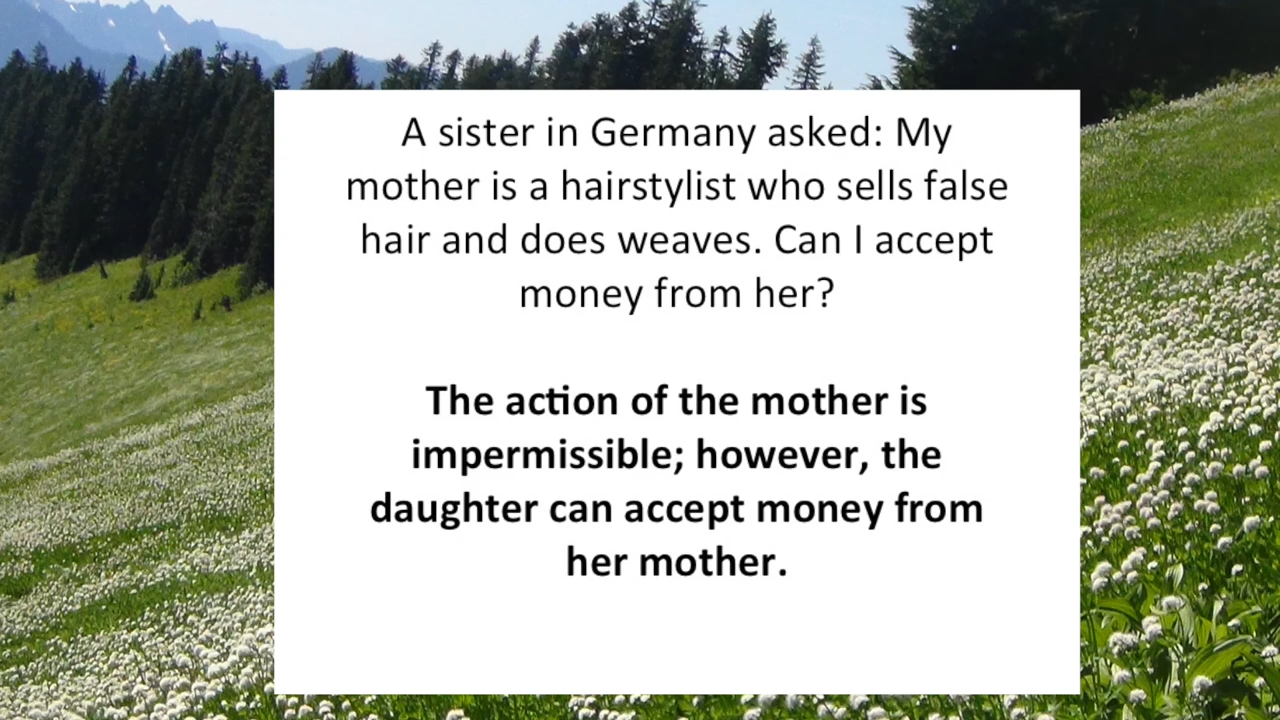 A sister in Germany asked: My
mother is a hairstylist who sells false
hair and does weaves. Can I accept
money from her?
The action of the mother is
impermissible; however, the
daughter can accept money from
her mother.